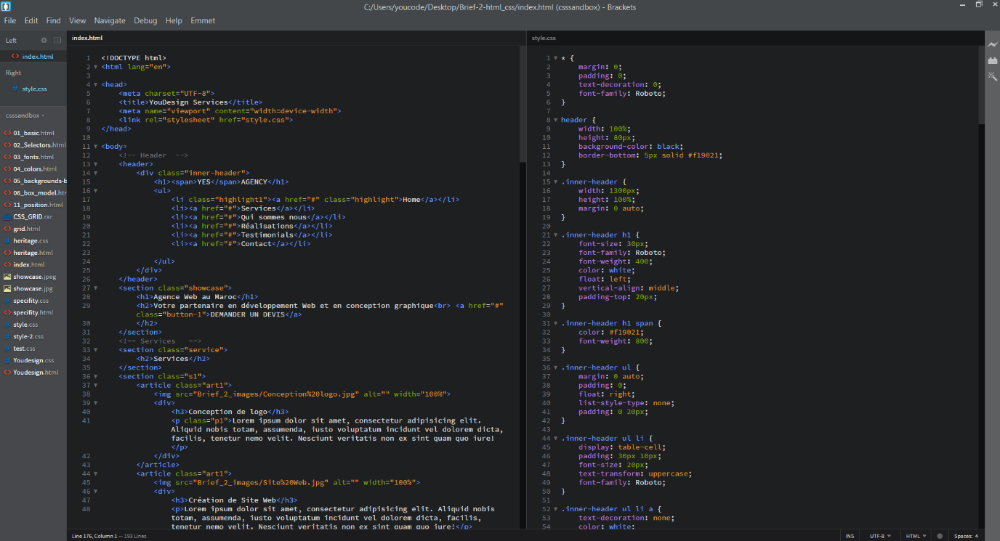 C:/Users/youcode/Desktop/Brief-2-html_css/index.html (csssandbox) - Brackets
File Edit Find View Navigate Debug Help Emmet
Left
index.html
Right
style.css
csssandbox
01_basic.html
02_Selectors.html
03_fonts.html
04_colors.html
05_backgrounds-b
06_box_model.htm
11_position.html
CSS_GRID.rar
grid.html
heritage.css
heritage.html
index.html
showcase.jpeg
showcase.jpg
specifity.css
specifity.html
style.css
style-2.css
test.css
Youdesign.css
Youdesign.html
index.html
1 <!DOCTYPE html>
2 <html lang="en">
3
4 <head>
5 <meta charset="UTF-8">
6 <title>YouDesign Services</title>
7 <meta name="viewport" content="width=device-width">
8 <link rel="stylesheet" href="style.css">
9 </head>
10
11 <body>
12 <!-- Header  -->
13 <header>
14 <div class="inner-header">
15 <h1><span>YES</span>AGENCY</h1>
16 <ul>
17 <li class="highlight1"><a href="#" class="highlight">Home</a></li>
18 <li><a href="#">Services</a></li>
19 <li><a href="#">Qui sommes nous</a></li>
20 <li><a href="#">Réalisations</a></li>
21 <li><a href="#">Testimonials</a></li>
22 <li><a href="#">Contact</a></li>
23
24 </ul>
25 </div>
26 </header>
27 <section class="showcase">
28 <h1>Agence Web au Maroc</h1>
29 <h2>Votre partenaire en développement Web et en conception graphique<br> <a href="#"
class="button-1">DEMANDER UN DEVIS</a>
30 </h2>
31 </section>
32 <!-- Services   -->
33 <section class="service">
34 <h2>Services</h2>
35 </section>
36 <section class="s1">
37 <article class="art1">
38 <img src="Brief_2_images/Conception%20logo.jpg" alt="" width="100%">
39 <div>
40 <h3>Conception de logo</h3>
41 <p class="p1">Lorem ipsum dolor sit amet, consectetur adipisicing elit.
Aliquid nobis totam, assumenda, iusto voluptatum incidunt vel dolorem dicta,
facilis, tenetur nemo velit. Nesciunt veritatis non ex sint quam quo iure!
</p>
42 </div>
43 </article>
44 <article class="art1">
45 <img src="Brief_2_images/Site%20Web.jpg" alt="" width="100%">
46 <div>
47 <h3>Création de Site Web</h3>
48 <p>Lorem ipsum dolor sit amet, consectetur adipisicing elit. Aliquid nobis
totam, assumenda, iusto voluptatum incidunt vel dolorem dicta, facilis,
tenetur nemo velit. Nesciunt veritatis non ex sint quam quo iure!</p>
style.css
1 * {
2 margin: 0;
3 padding: 0;
4 text-decoration: 0;
5 font-family: Roboto;
6 }
7
8 header {
9 width: 100%;
10 height: 80px;
11 background-color: black;
12 border-bottom: 5px solid #f19021;
13 }
14
15 .inner-header {
16 width: 1300px;
17 height: 100%;
18 margin: 0 auto;
19 }
20
21 .inner-header h1 {
22 font-size: 30px;
23 font-family: Roboto;
24 font-weight: 400;
25 color: white;
26 float: left;
27 vertical-align: middle;
28 padding-top: 20px;
29 }
30
31 .inner-header h1 span {
32 color: #f19021;
33 font-weight: 800;
34 }
35
36 .inner-header ul {
37 margin: 0 auto;
38 padding: 0;
39 float: right;
40 list-style-type: none;
41 padding: 0 20px;
42 }
43
44 .inner-header ul li {
45 display: table-cell;
46 padding: 30px 10px;
47 font-size: 20px;
48 text-transform: uppercase;
49 font-family: Roboto;
50 }
51
52 .inner-header ul li a {
53 text-decoration: none;
54 color: white;
Line 176, Column 1 — 193 Lines
INS UTF-8 HTML Spaces: 4